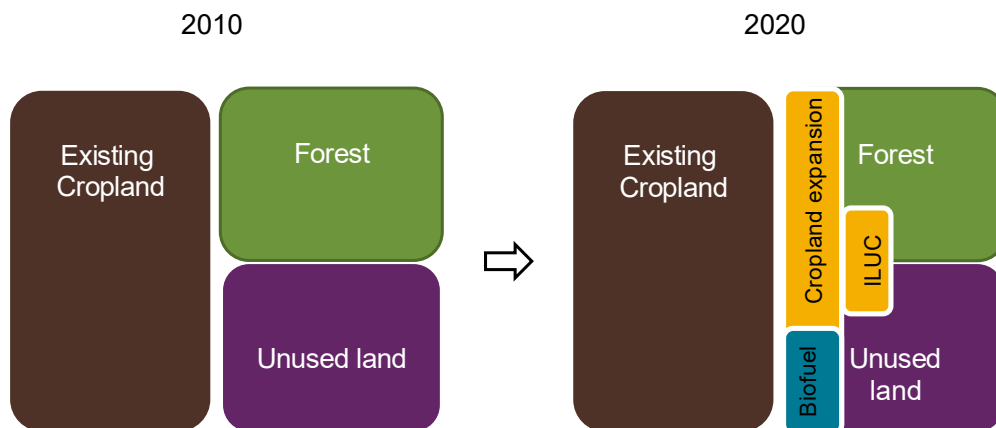 2010
Existing
Cropland
Forest
Unused land
2020
Existing
Cropland
Cropland expansion
Forest
ILUC
Biofuel
Unused
land